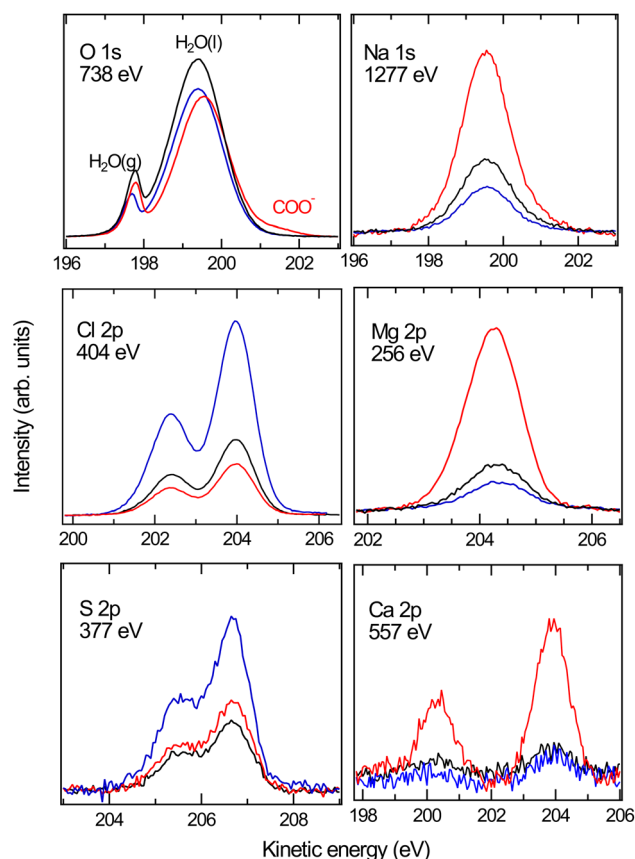 O 1s
738 eV
H₂O(l)
H₂O(g)
COO⁻
196 198 200 202
Na 1s
1277 eV
196 198 200 202
Cl 2p
404 eV
200 202 204 206
Mg 2p
256 eV
202 204 206
S 2p
377 eV
204 206 208
Ca 2p
557 eV
198 200 202 204 206
Intensity (arb. units)
Kinetic energy (eV)